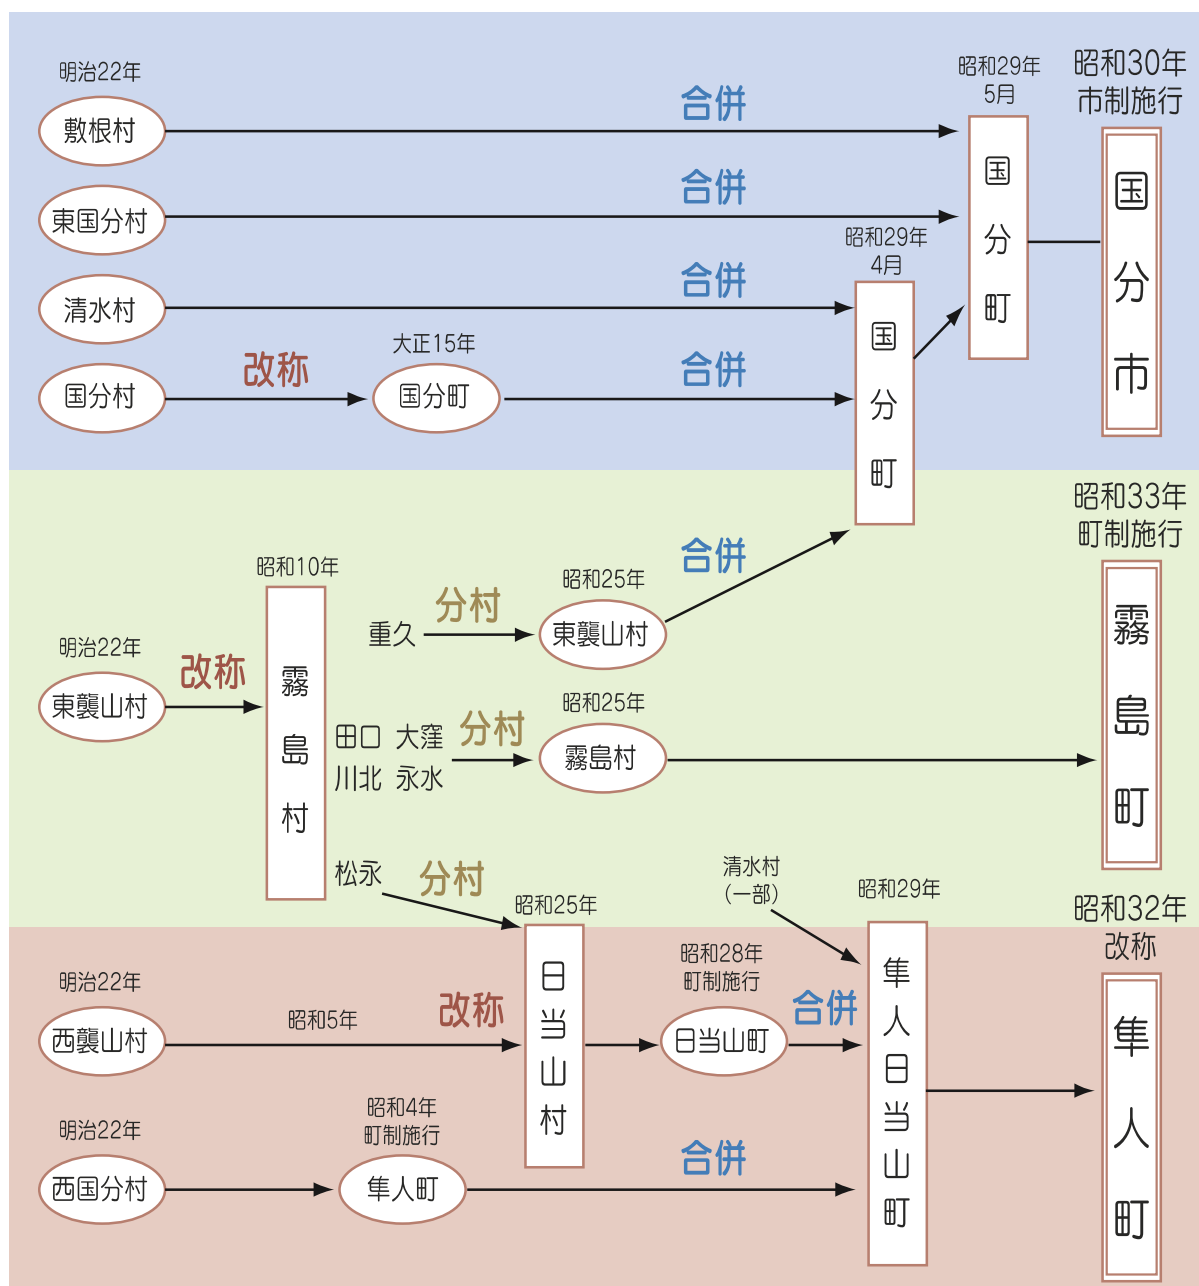 明治22年
敷根村
合併
昭和29年
5月
昭和30年
市制施行
東国分村
合併
国分町
国分市
清水村
合併
昭和29年
4月
国分町
国分村
改称
大正15年
国分町
合併
明治22年
東襲山村
改称
昭和10年
霧島村
重久
分村
昭和25年
東襲山村
合併
田口 大窪
川北 永水
分村
昭和25年
霧島村
昭和33年
町制施行
霧島町
松永
分村
昭和25年
日当山村
清水村
(一部)
昭和29年
隼人日当山町
昭和32年
改称
隼人町
明治22年
西襲山村
昭和5年
改称
昭和28年
町制施行
日当山町
合併
明治22年
西国分村
昭和4年
町制施行
隼人町
合併